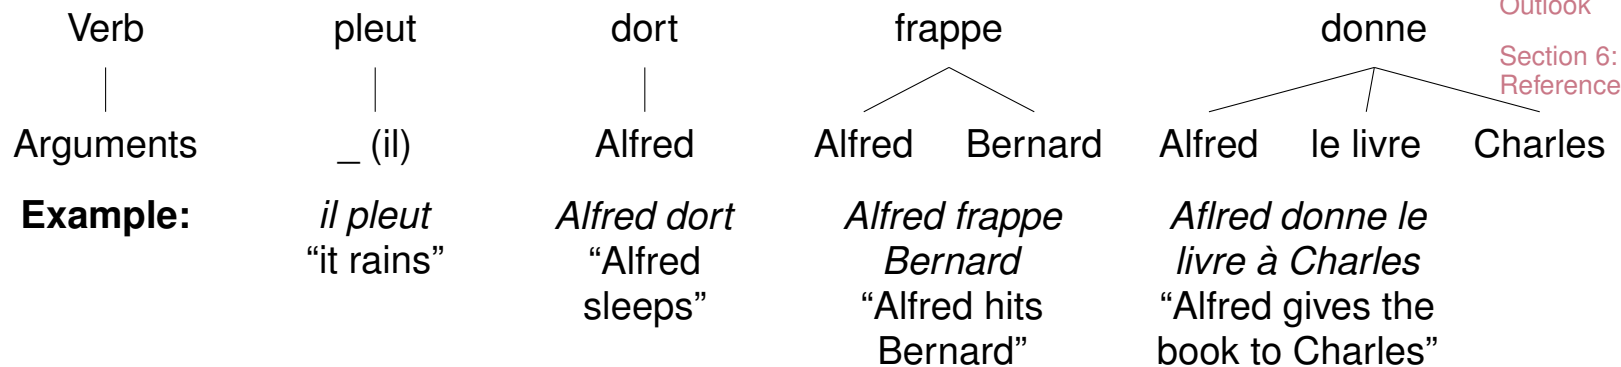 Outlook
Section 6:
Reference
Verb pleut dort frappe donne
Arguments _ (il) Alfred Alfred Bernard Alfred le livre Charles
Example: il pleut Alfred dort Alfred frappe Aflred donne le
“it rains” “Alfred Bernard livre à Charles
sleeps” “Alfred hits “Alfred gives the
Bernard” book to Charles”